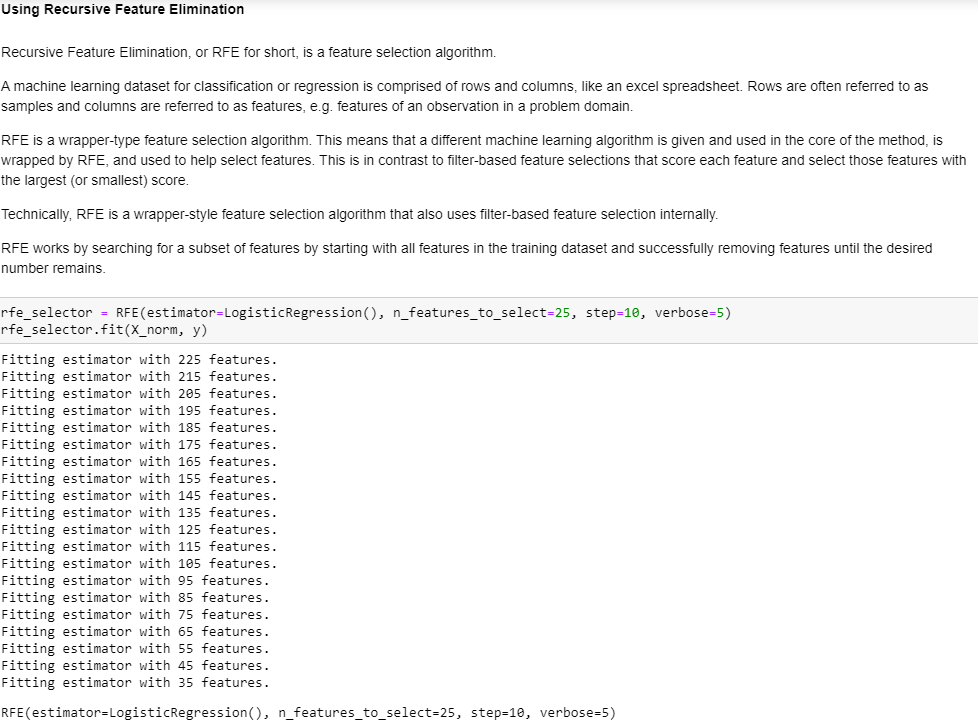 Using Recursive Feature Elimination
Recursive Feature Elimination, or RFE for short, is a feature selection algorithm.
A machine learning dataset for classification or regression is comprised of rows and columns, like an excel spreadsheet. Rows are often referred to as
samples and columns are referred to as features, e.g. features of an observation in a problem domain.
RFE is a wrapper-type feature selection algorithm. This means that a different machine learning algorithm is given and used in the core of the method, is
wrapped by RFE, and used to help select features. This is in contrast to filter-based feature selections that score each feature and select those features with
the largest (or smallest) score.
Technically, RFE is a wrapper-style feature selection algorithm that also uses filter-based feature selection internally.
RFE works by searching for a subset of features by starting with all features in the training dataset and successfully removing features until the desired
number remains.
rfe_selector = RFE(estimator=LogisticRegression(), n_features_to_select=25, step=10, verbose=5)
rfe_selector.fit(X_norm, y)
Fitting estimator with 225 features.
Fitting estimator with 215 features.
Fitting estimator with 205 features.
Fitting estimator with 195 features.
Fitting estimator with 185 features.
Fitting estimator with 175 features.
Fitting estimator with 165 features.
Fitting estimator with 155 features.
Fitting estimator with 145 features.
Fitting estimator with 135 features.
Fitting estimator with 125 features.
Fitting estimator with 115 features.
Fitting estimator with 105 features.
Fitting estimator with 95 features.
Fitting estimator with 85 features.
Fitting estimator with 75 features.
Fitting estimator with 65 features.
Fitting estimator with 55 features.
Fitting estimator with 45 features.
Fitting estimator with 35 features.
RFE(estimator=LogisticRegression(), n_features_to_select=25, step=10, verbose=5)